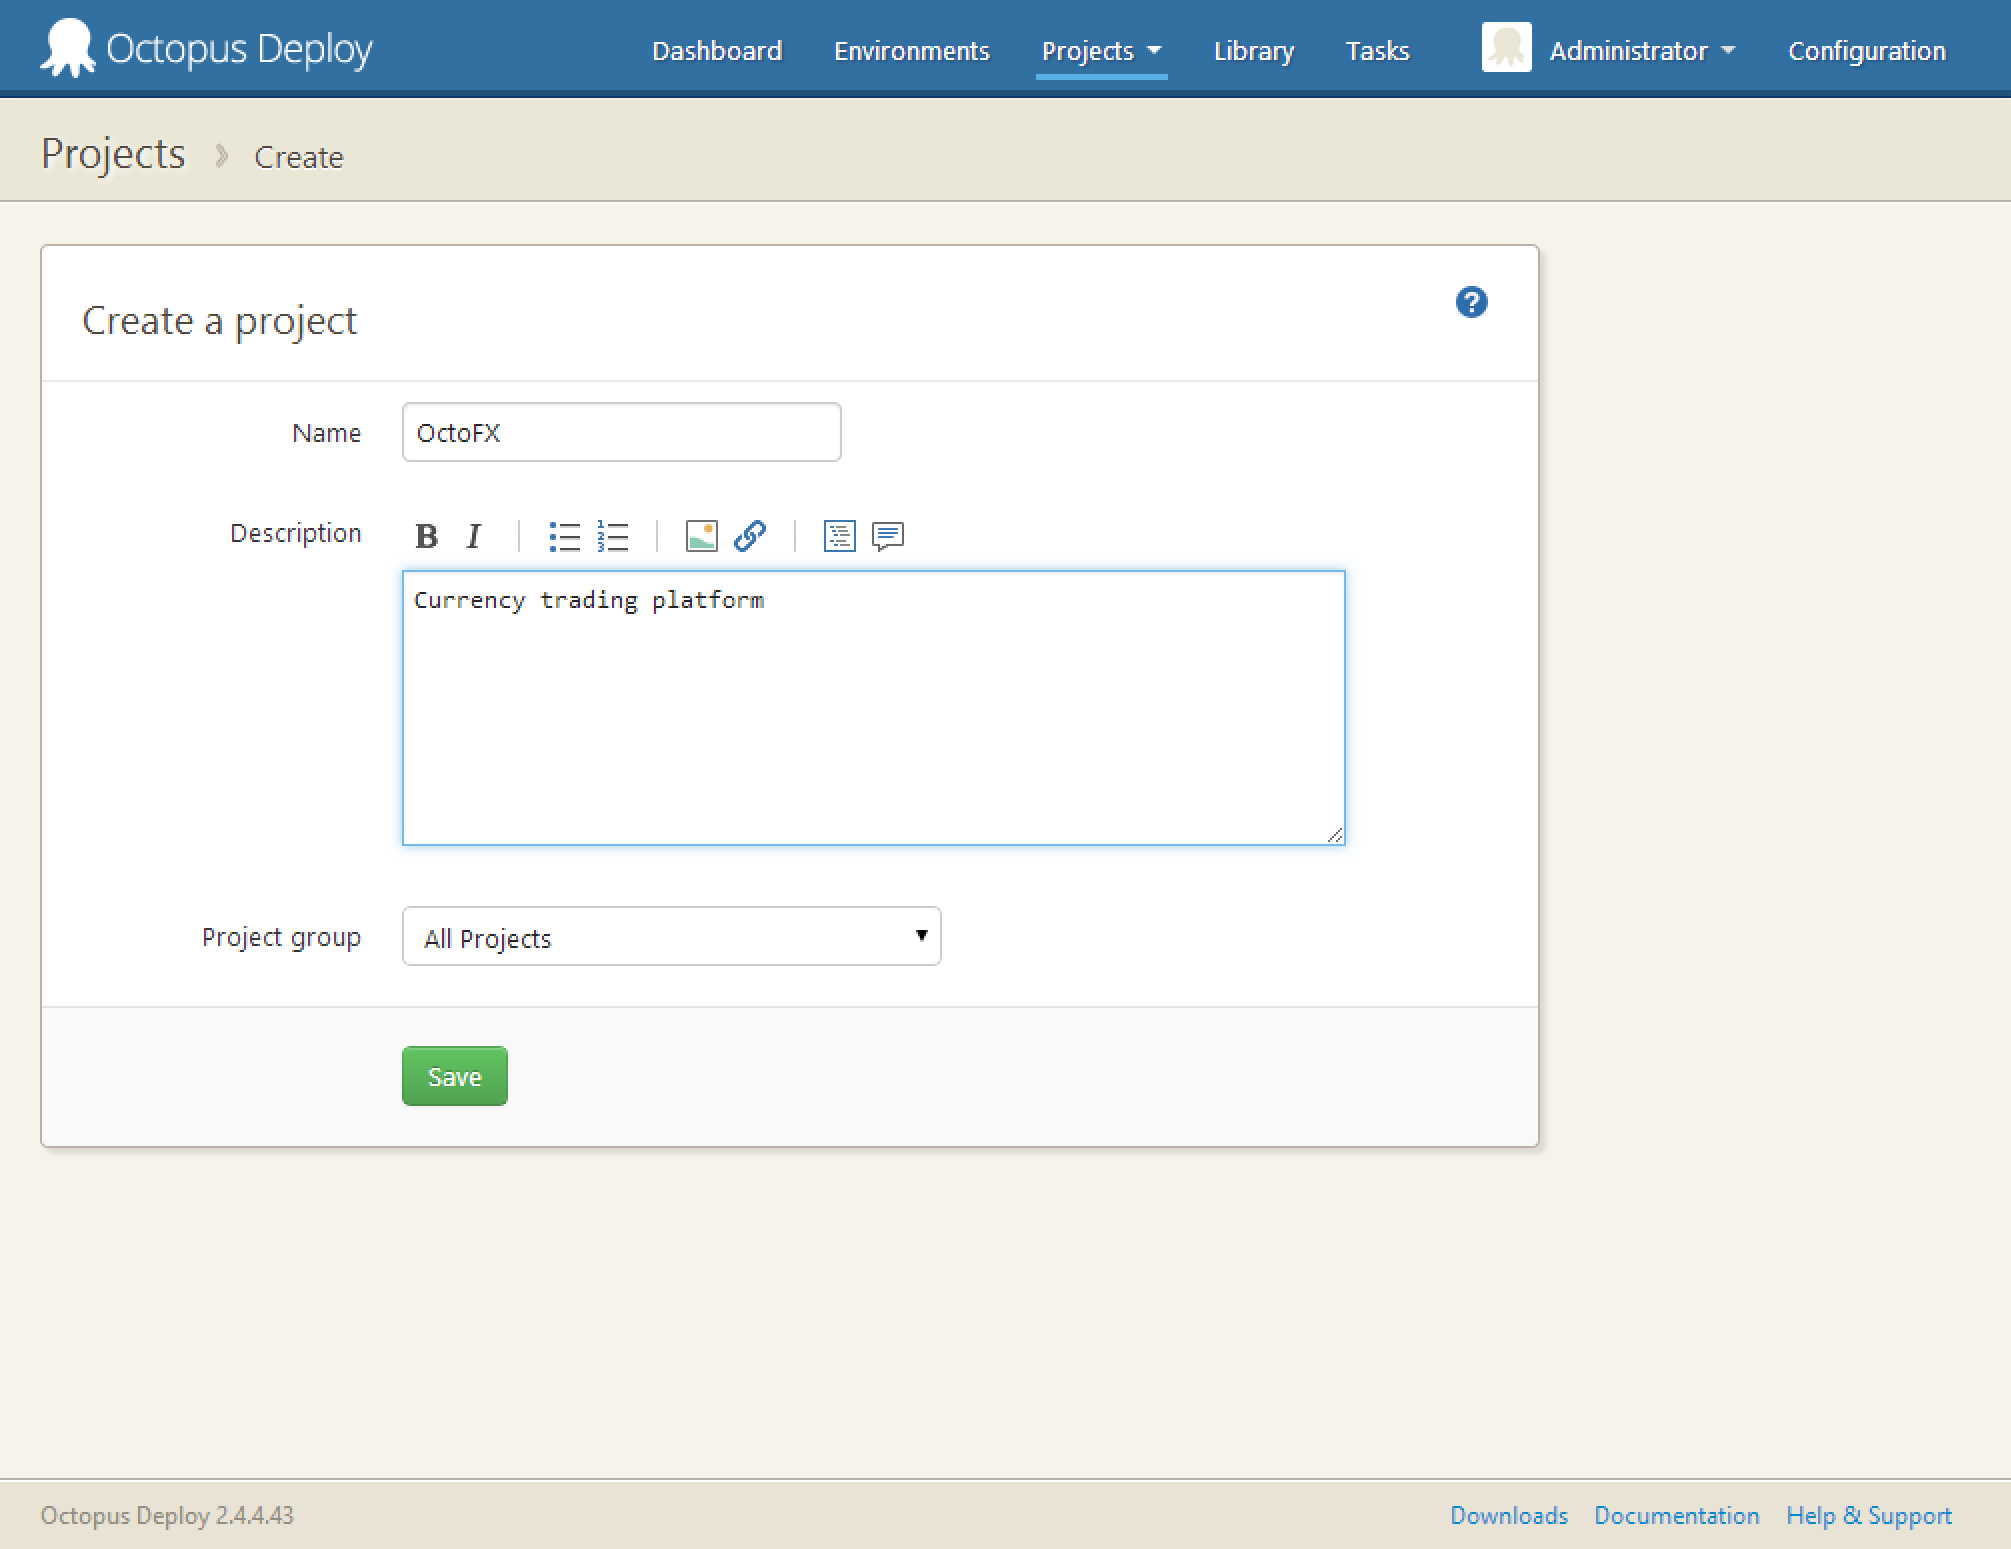 Octopus Deploy Dashboard Environments Projects Library Tasks Administrator Configuration
Projects Create
Create a project
Name OctoFX
Description B I
Currency trading platform
Project group All Projects
Save
Octopus Deploy 2.4.4.43 Downloads Documentation Help & Support